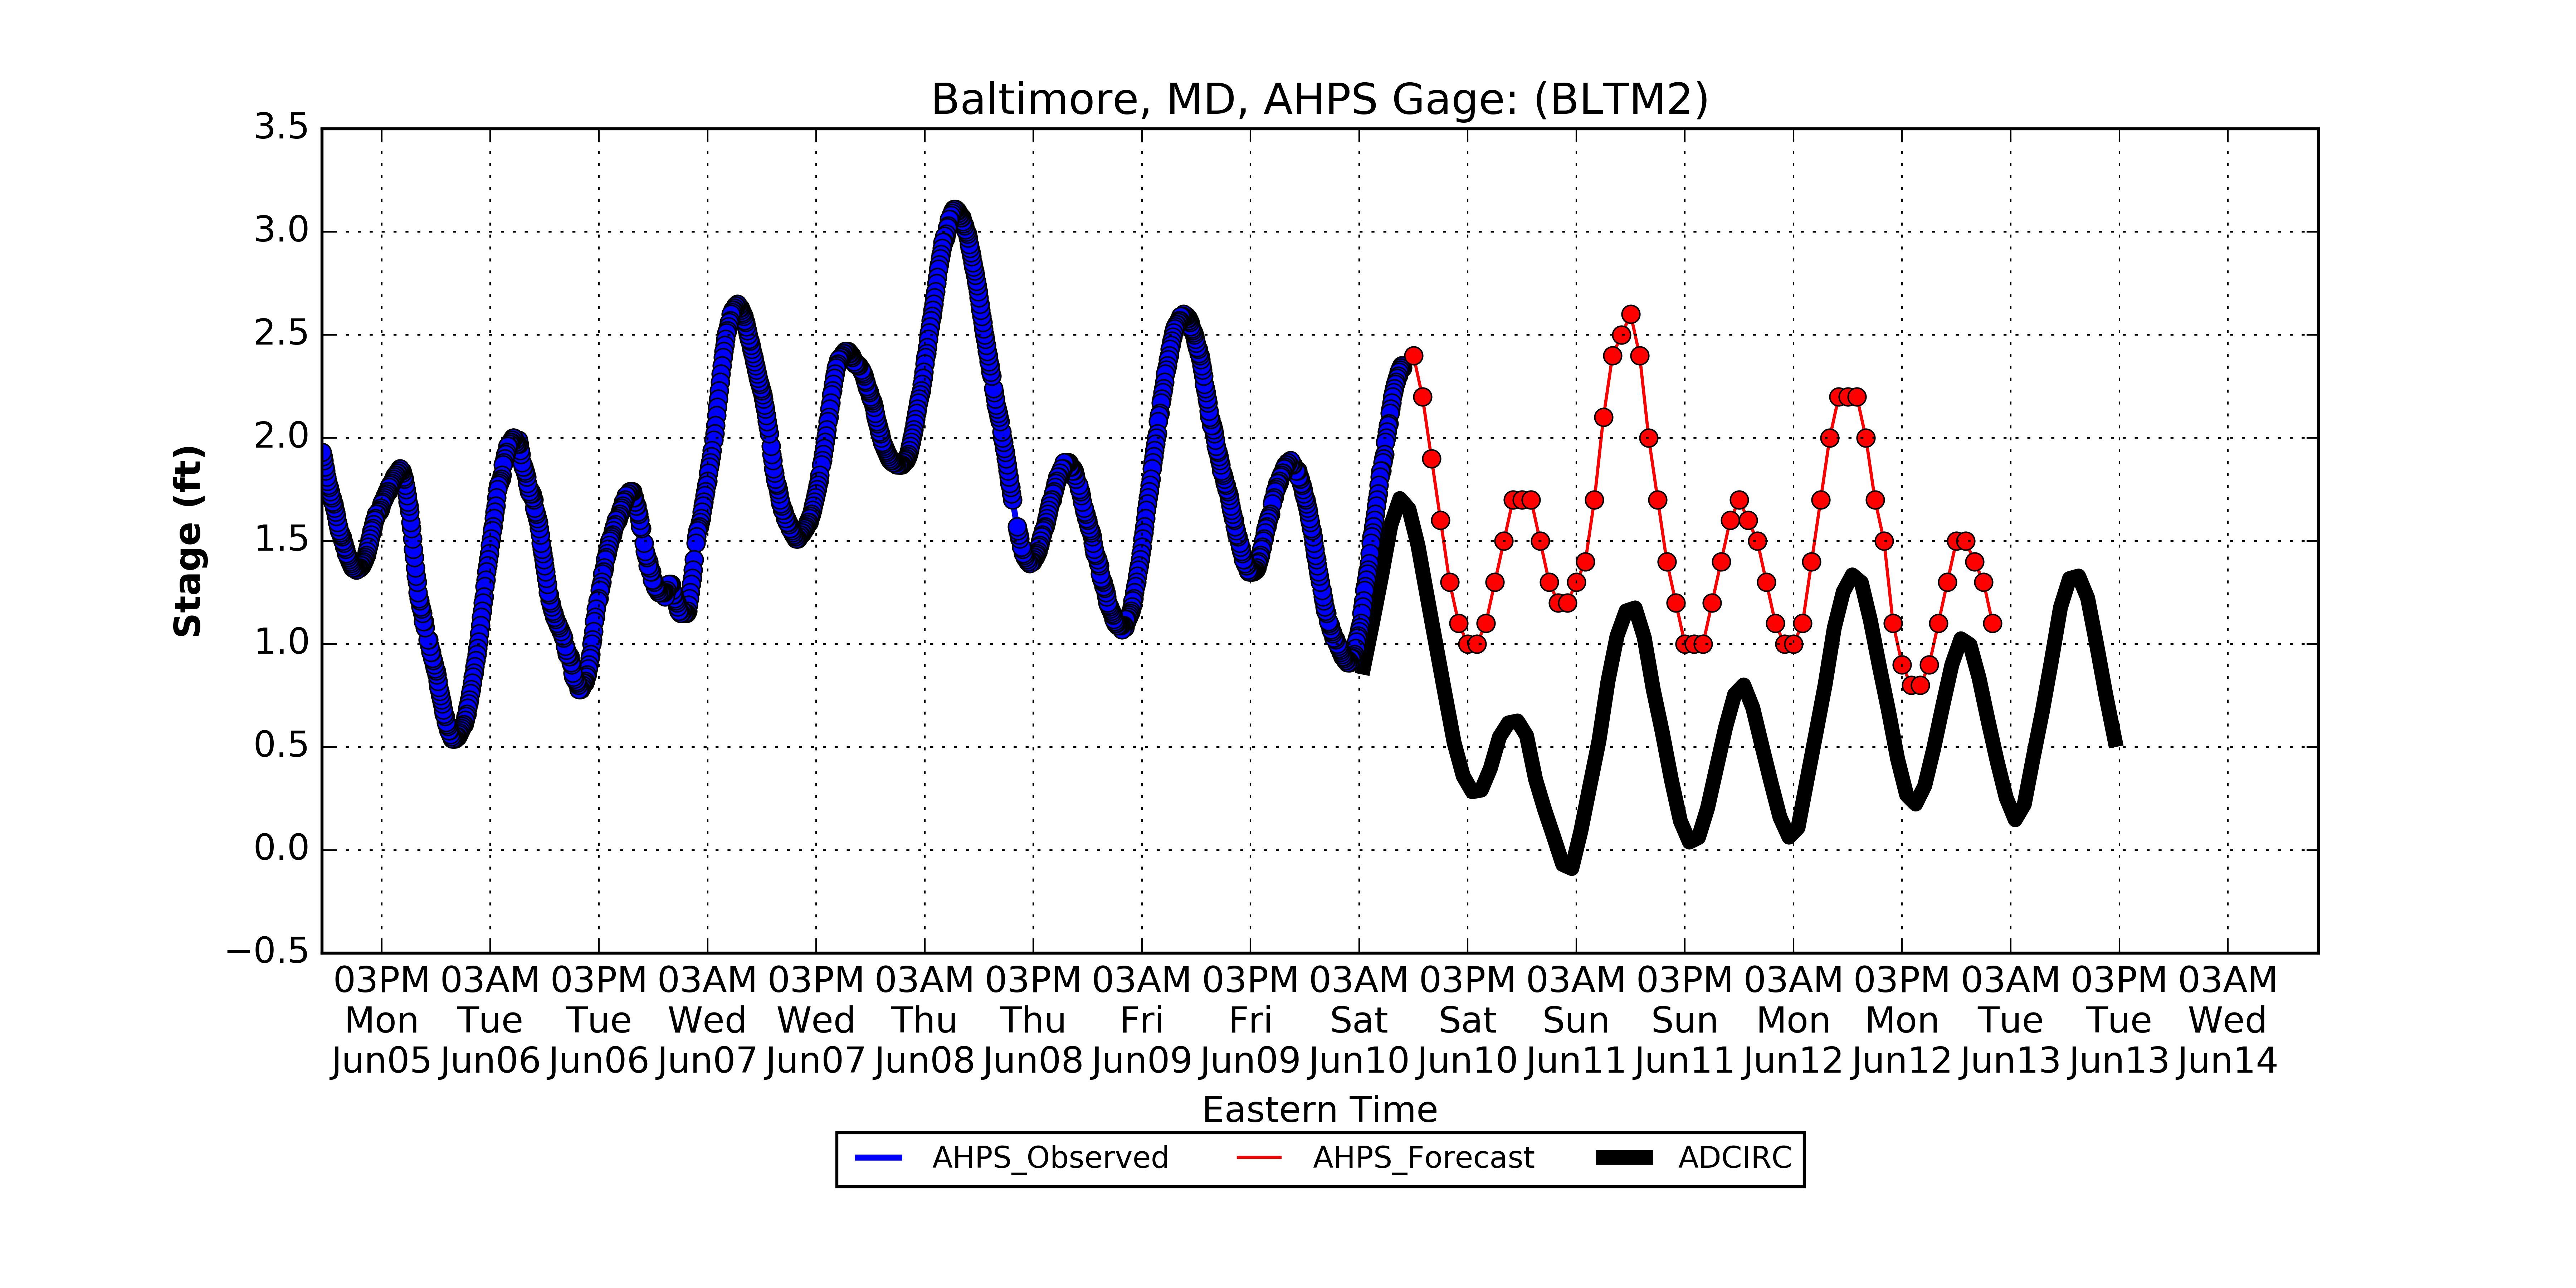 Baltimore, MD, AHPS Gage: (BLTM2)
3.5
3.0
2.5
2.0
1.5
1.0
0.5
0.0
−0.5
Stage (ft)
03PM 03AM 03PM 03AM 03PM 03AM 03PM 03AM 03PM 03AM 03PM 03AM 03PM 03AM 03PM 03AM 03PM 03AM
Mon Tue Tue Wed Wed Thu Thu Fri Fri Sat Sat Sun Sun Mon Mon Tue Tue Wed
Jun05 Jun06 Jun06 Jun07 Jun07 Jun08 Jun08 Jun09 Jun09 Jun10 Jun10 Jun11 Jun11 Jun12 Jun12 Jun13 Jun13 Jun14
Eastern Time
AHPS_Observed AHPS_Forecast ADCIRC